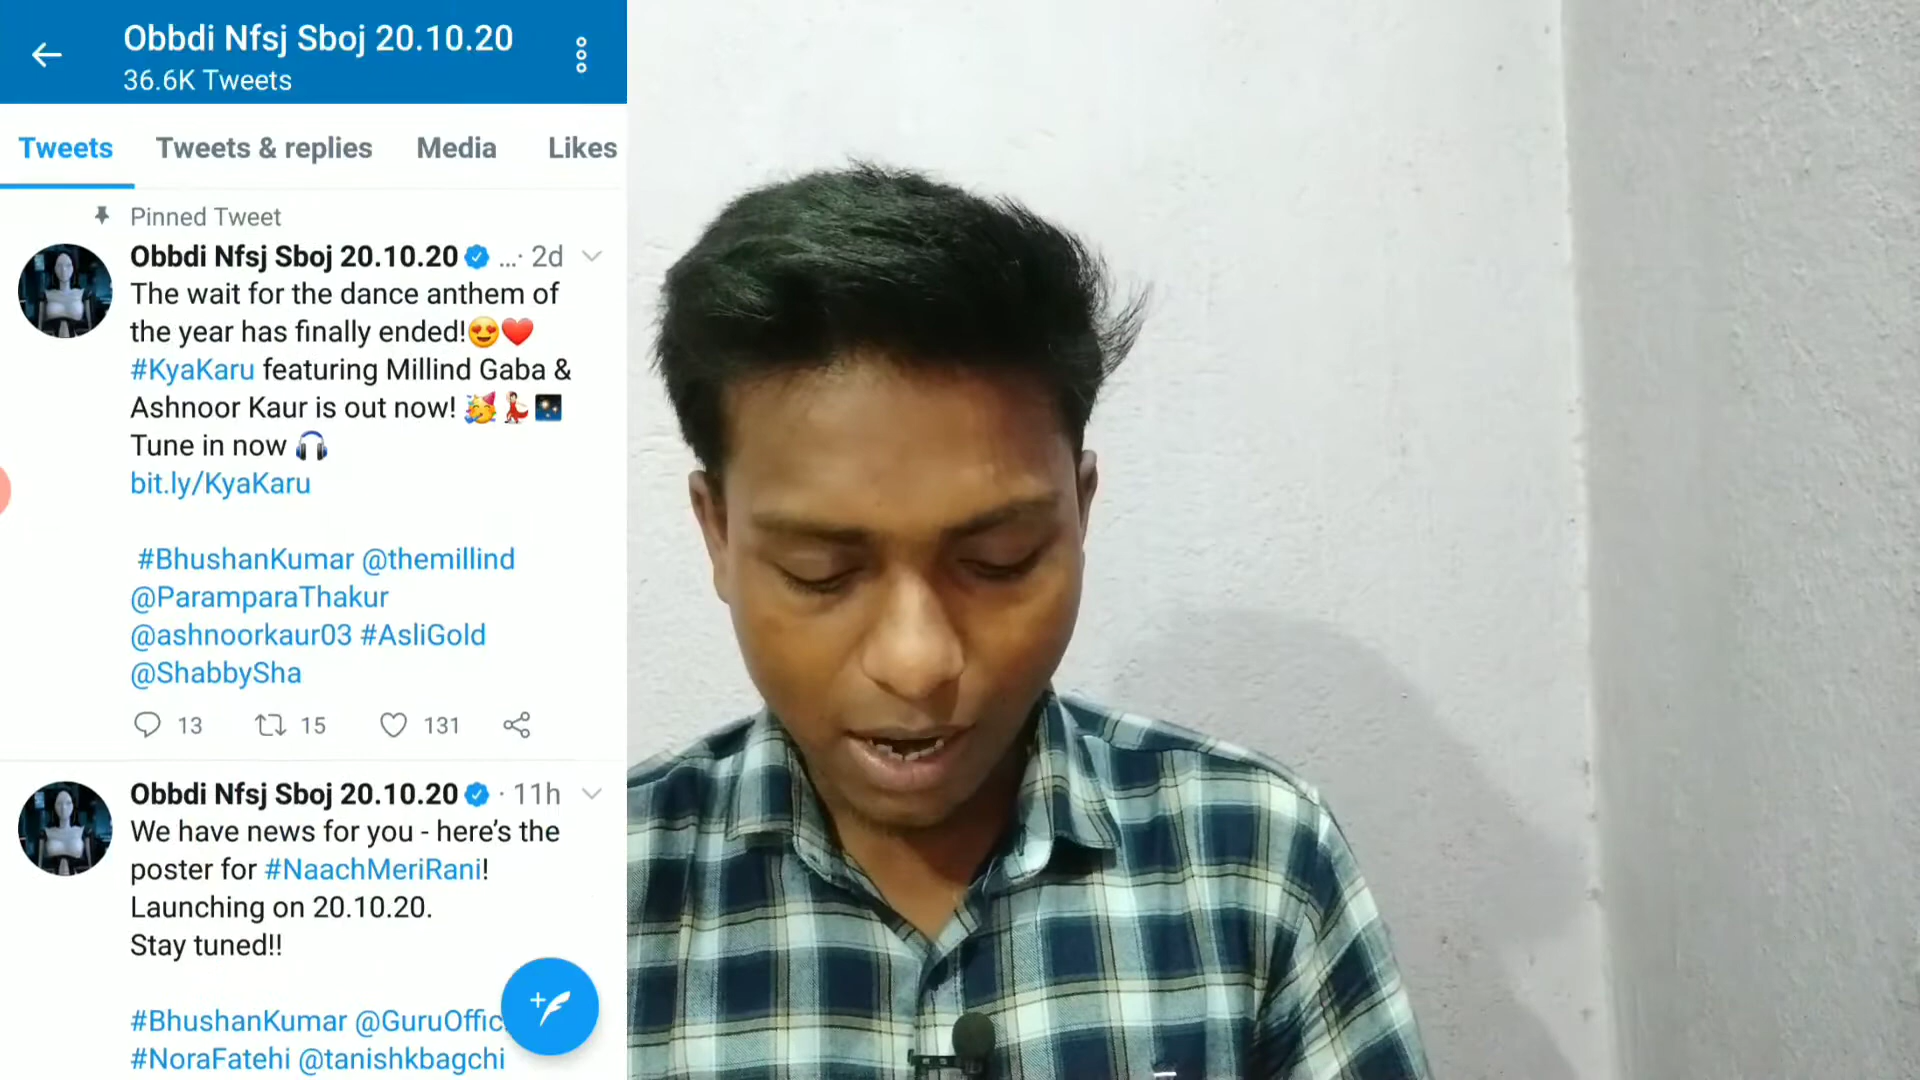 Obbdi Nfsj Sboj 20.10.20
36.6K Tweets
Tweets Tweets & replies Media Likes
Pinned Tweet
Obbdi Nfsj Sboj 20.10.20 ...· 2d
The wait for the dance anthem of
the year has finally ended!😍❤️
#KyaKaru featuring Millind Gaba &
Ashnoor Kaur is out now! 🥳💃🎇
Tune in now 🎧
bit.ly/KyaKaru
#BhushanKumar @themillind
@ParamparaThakur
@ashnoorkaur03 #AsliGold
@ShabbySha
13 15 131
Obbdi Nfsj Sboj 20.10.20 · 11h
We have news for you - here’s the
poster for #NaachMeriRani!
Launching on 20.10.20.
Stay tuned!!
#BhushanKumar @GuruOffic
#NoraFatehi @tanishkbagchi